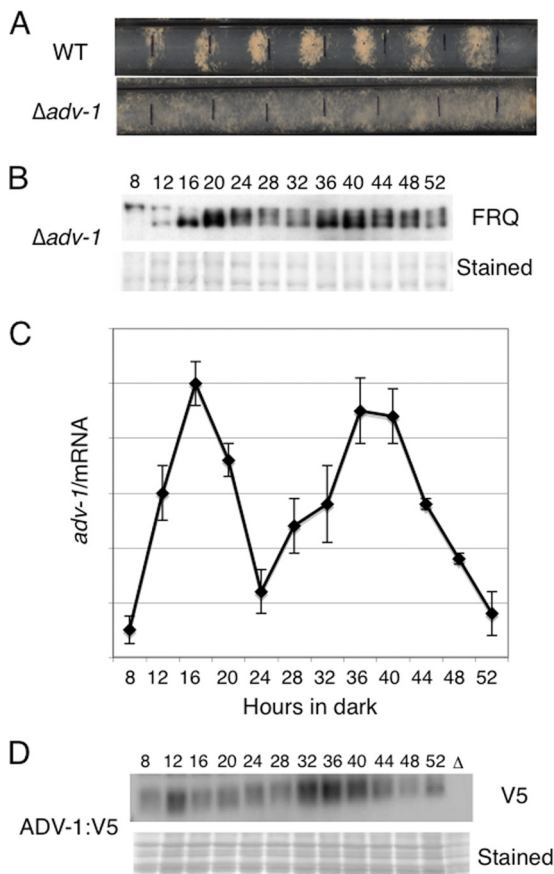 A
WT
Δadv-1
B
8 12 16 20 24 28 32 36 40 44 48 52
Δadv-1
FRQ
Stained
C
adv-1/mRNA
8 12 16 20 24 28 32 36 40 44 48 52
Hours in dark
D
8 12 16 20 24 28 32 36 40 44 48 52 Δ
V5
ADV-1:V5
Stained